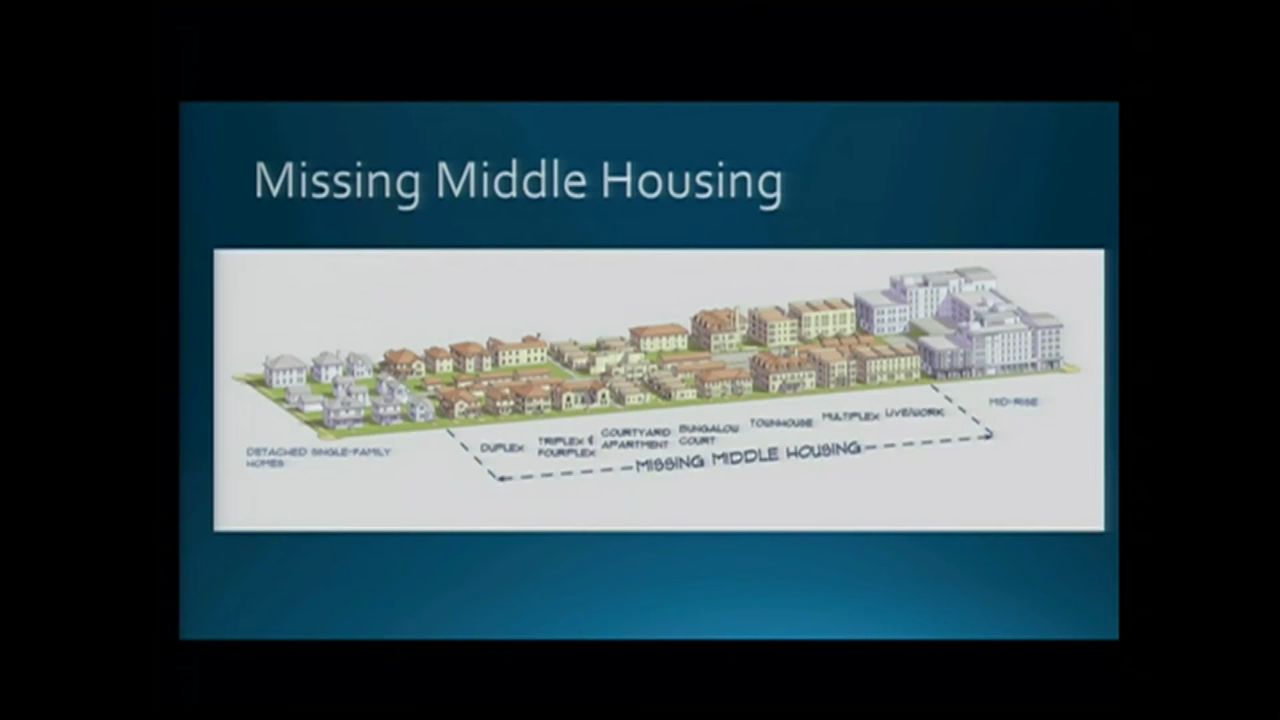 Missing Middle Housing
DETACHED SINGLE-FAMILY
HOMES
DUPLEX
TRIPLEX &
FOURPLEX
COURTYARD
APARTMENT
BUNGALOW
COURT
TOWNHOUSE
MULTIPLEX
LIVE/WORK
MID-RISE
MISSING MIDDLE HOUSING